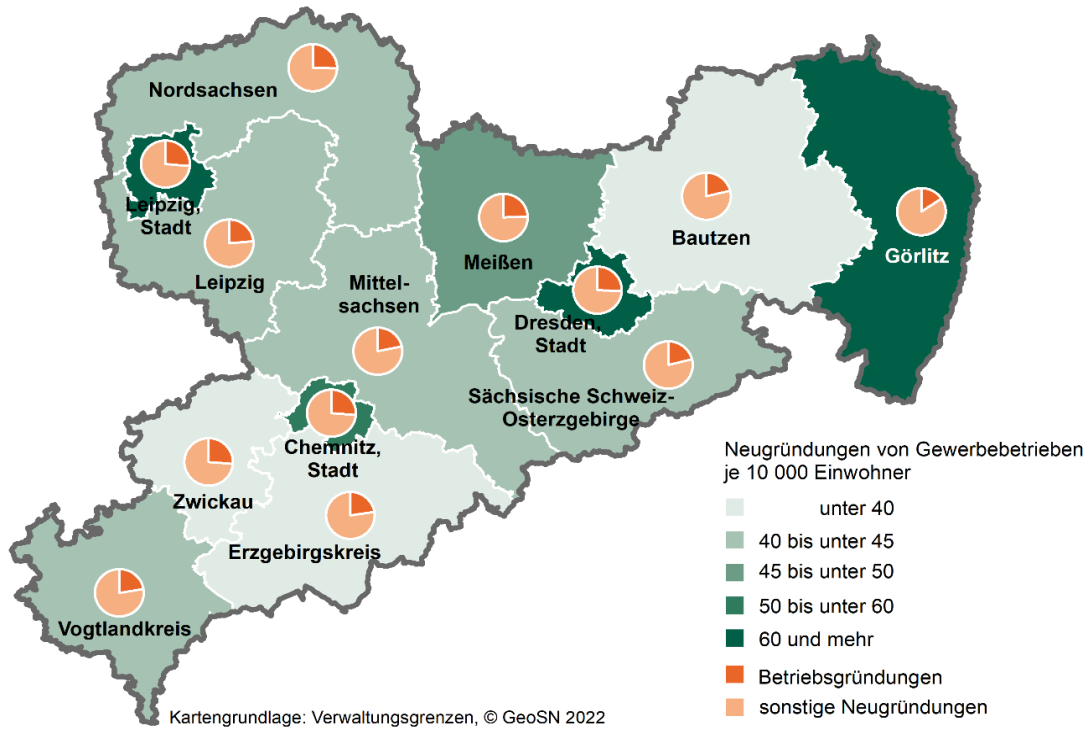 Nordsachsen
Leipzig,
Stadt
Leipzig
Mittel-
sachsen
Meißen
Bautzen
Görlitz
Dresden,
Stadt
Sächsische Schweiz-
Osterzgebirge
Chemnitz,
Stadt
Zwickau
Erzgebirgskreis
Vogtlandkreis
Neugründungen von Gewerbebetrieben
je 10 000 Einwohner
unter 40
40 bis unter 45
45 bis unter 50
50 bis unter 60
60 und mehr
Betriebsgründungen
sonstige Neugründungen
Kartengrundlage: Verwaltungsgrenzen, © GeoSN 2022